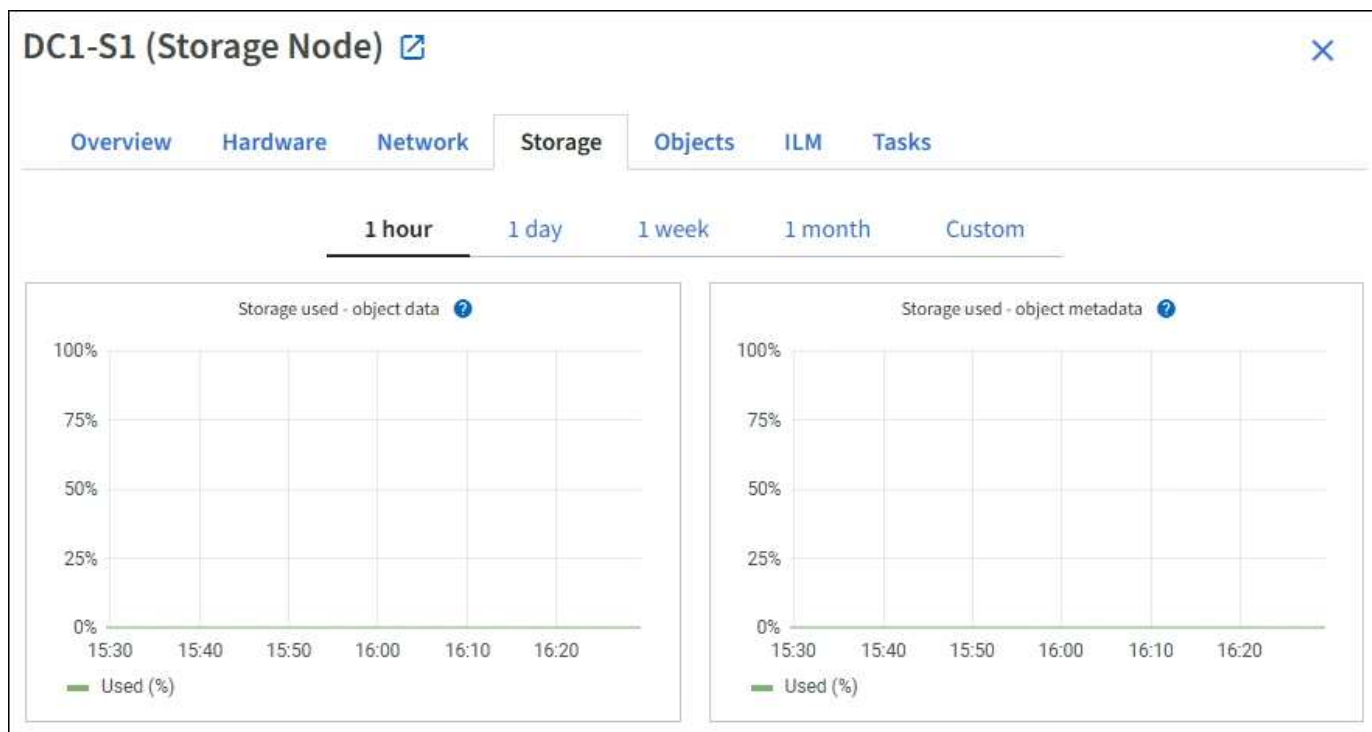 DC1-S1 (Storage Node)
Overview Hardware Network Storage Objects ILM Tasks
1 hour 1 day 1 week 1 month Custom
Storage used - object data ?
100%
75%
50%
25%
0%
15:30 15:40 15:50 16:00 16:10 16:20
Used (%)
Storage used - object metadata ?
100%
75%
50%
25%
0%
15:30 15:40 15:50 16:00 16:10 16:20
Used (%)